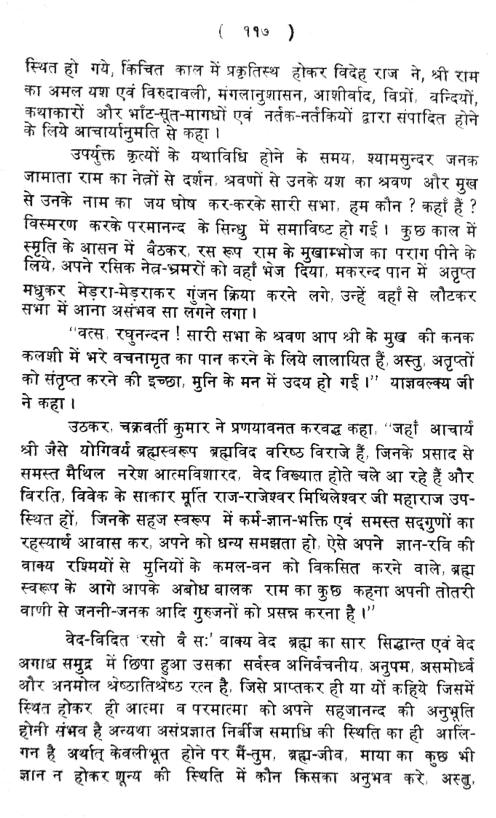 ( ११७ )
स्थित हो गये, किंचित काल में प्रकृतिस्थ होकर विदेह राज ने, श्री राम
का अमल यश एवं विरुदावली, मंगलानुशासन, आशीर्वाद, विप्रों, वन्दियों,
कथाकारों और भाँट-सूत-मागधों एवं नर्तक-नर्तकियों द्वारा संपादित होने
के लिये आचार्यानुमति से कहा।
उपर्युक्त कृत्यों के यथाविधि होने के समय, श्यामसुन्दर जनक
जामाता राम का नेत्रों से दर्शन, श्रवणों से उनके यश का श्रवण और मुख
से उनके नाम का जय घोष कर-करके सारी सभा, हम कौन ? कहाँ हैं ?
विस्मरण करके परमानन्द के सिन्धु में समाविष्ट हो गई। कुछ काल में
स्मृति के आसन में बैठकर, रस रूप राम के मुखाम्भोज का पराग पीने के
लिये, अपने रसिक नेत्र-भ्रमरों को वहाँ भेज दिया, मकरन्द पान में अतृप्त
मधुकर मेड़रा-मेड़राकर गुंजन क्रिया करने लगे, उन्हें वहाँ से लौटकर
सभा में आना असंभव सा लगने लगा।
"वत्स, रघुनन्दन ! सारी सभा के श्रवण आप श्री के मुख की कनक
कलशी में भरे वचनामृत का पान करने के लिये लालायित हैं, अस्तु, अतृप्तों
को संतृप्त करने की इच्छा, मुनि के मन में उदय हो गई।" याज्ञवल्क्य जी
ने कहा।
उठकर, चक्रवर्ती कुमार ने प्रणयावनत करवद्ध कहा, "जहाँ आचार्य
श्री जैसे योगिवर्य ब्रह्मस्वरूप ब्रह्मविद वरिष्ठ विराजे हैं, जिनके प्रसाद से
समस्त मैथिल नरेश आत्मविशारद, वेद विख्यात होते चले आ रहे हैं और
विरति, विवेक के साकार मूर्ति राज-राजेश्वर मिथिलेश्वर जी महाराज उप-
स्थित हों, जिनके सहज स्वरूप में कर्म-ज्ञान-भक्ति एवं समस्त सद्गुणों का
रहस्यार्थ आवास कर, अपने को धन्य समझता हो, ऐसे अपने ज्ञान-रवि की
वाक्य रश्मियों से मुनियों के कमल-वन को विकसित करने वाले, ब्रह्म
स्वरूप के आगे आपके अबोध बालक राम का कुछ कहना अपनी तोतरी
वाणी से जननी-जनक आदि गुरुजनों को प्रसन्न करना है।"
वेद-विदित 'रसो वै सः' वाक्य वेद ब्रह्म का सार सिद्धान्त एवं वेद
अगाध समुद्र में छिपा हुआ उसका सर्वस्व अनिर्वचनीय, अनुपम, असमोर्ध्व
और अनमोल श्रेष्ठातिश्रेष्ठ रत्न है, जिसे प्राप्तकर ही या यों कहिये जिसमें
स्थित होकर ही आत्मा व परमात्मा को अपने सहजानन्द की अनुभूति
होनी संभव है अन्यथा असंप्रज्ञात निर्बीज समाधि की स्थिति का ही आलिं-
गन है अर्थात् केवलीभूत होने पर मैं-तुम, ब्रह्म-जीव, माया का कुछ भी
ज्ञान न होकर शून्य की स्थिति में कौन किसका अनुभव करे, अस्तु,